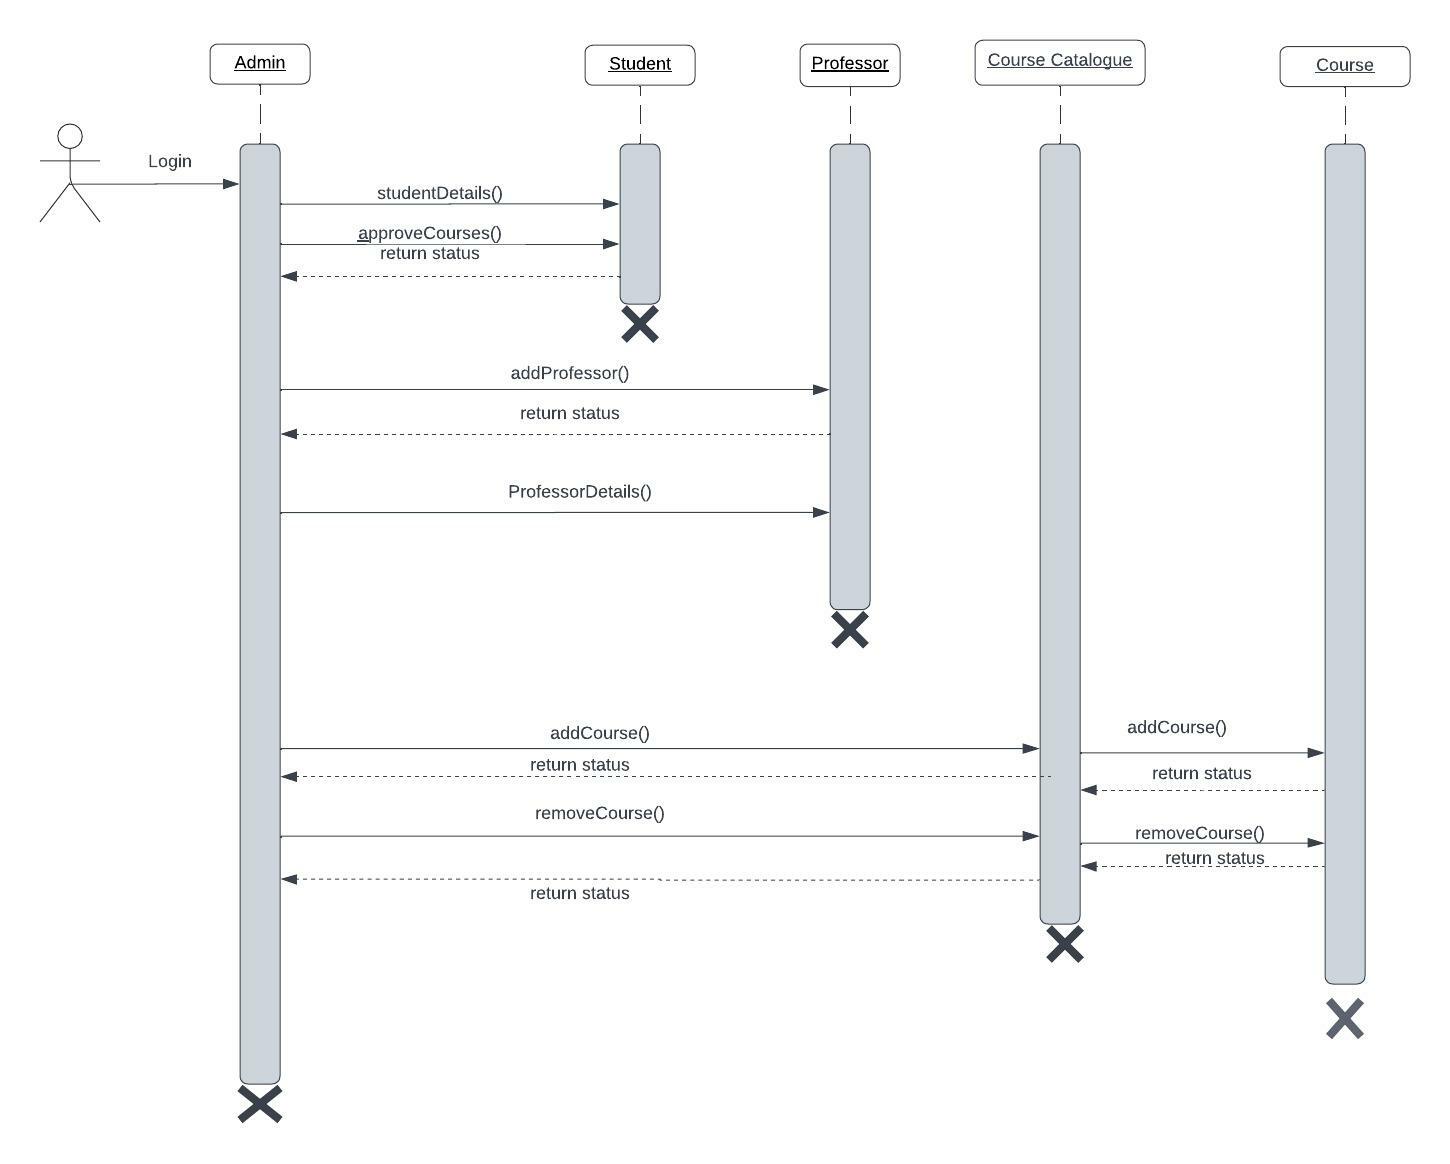 Admin
Student
Professor
Course Catalogue
Course
Login
studentDetails()
approveCourses()
return status
addProfessor()
return status
ProfessorDetails()
addCourse()
addCourse()
return status
return status
removeCourse()
removeCourse()
return status
return status